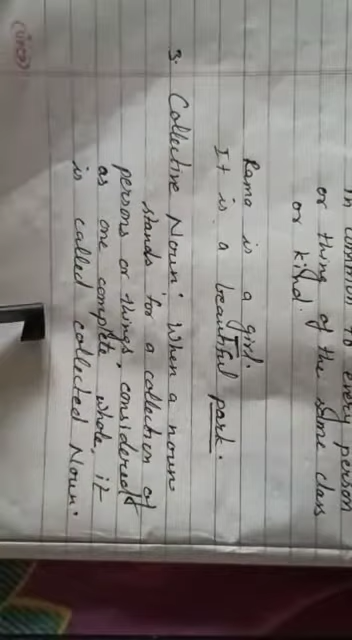 in common to every person
or thing of the same class
or kind.
Rama is a girl.
It is a beautiful park.
3. Collective Noun: When a noun
stands for a collection of
persons or things, considered
as one complete whole, it
is called collected Noun.